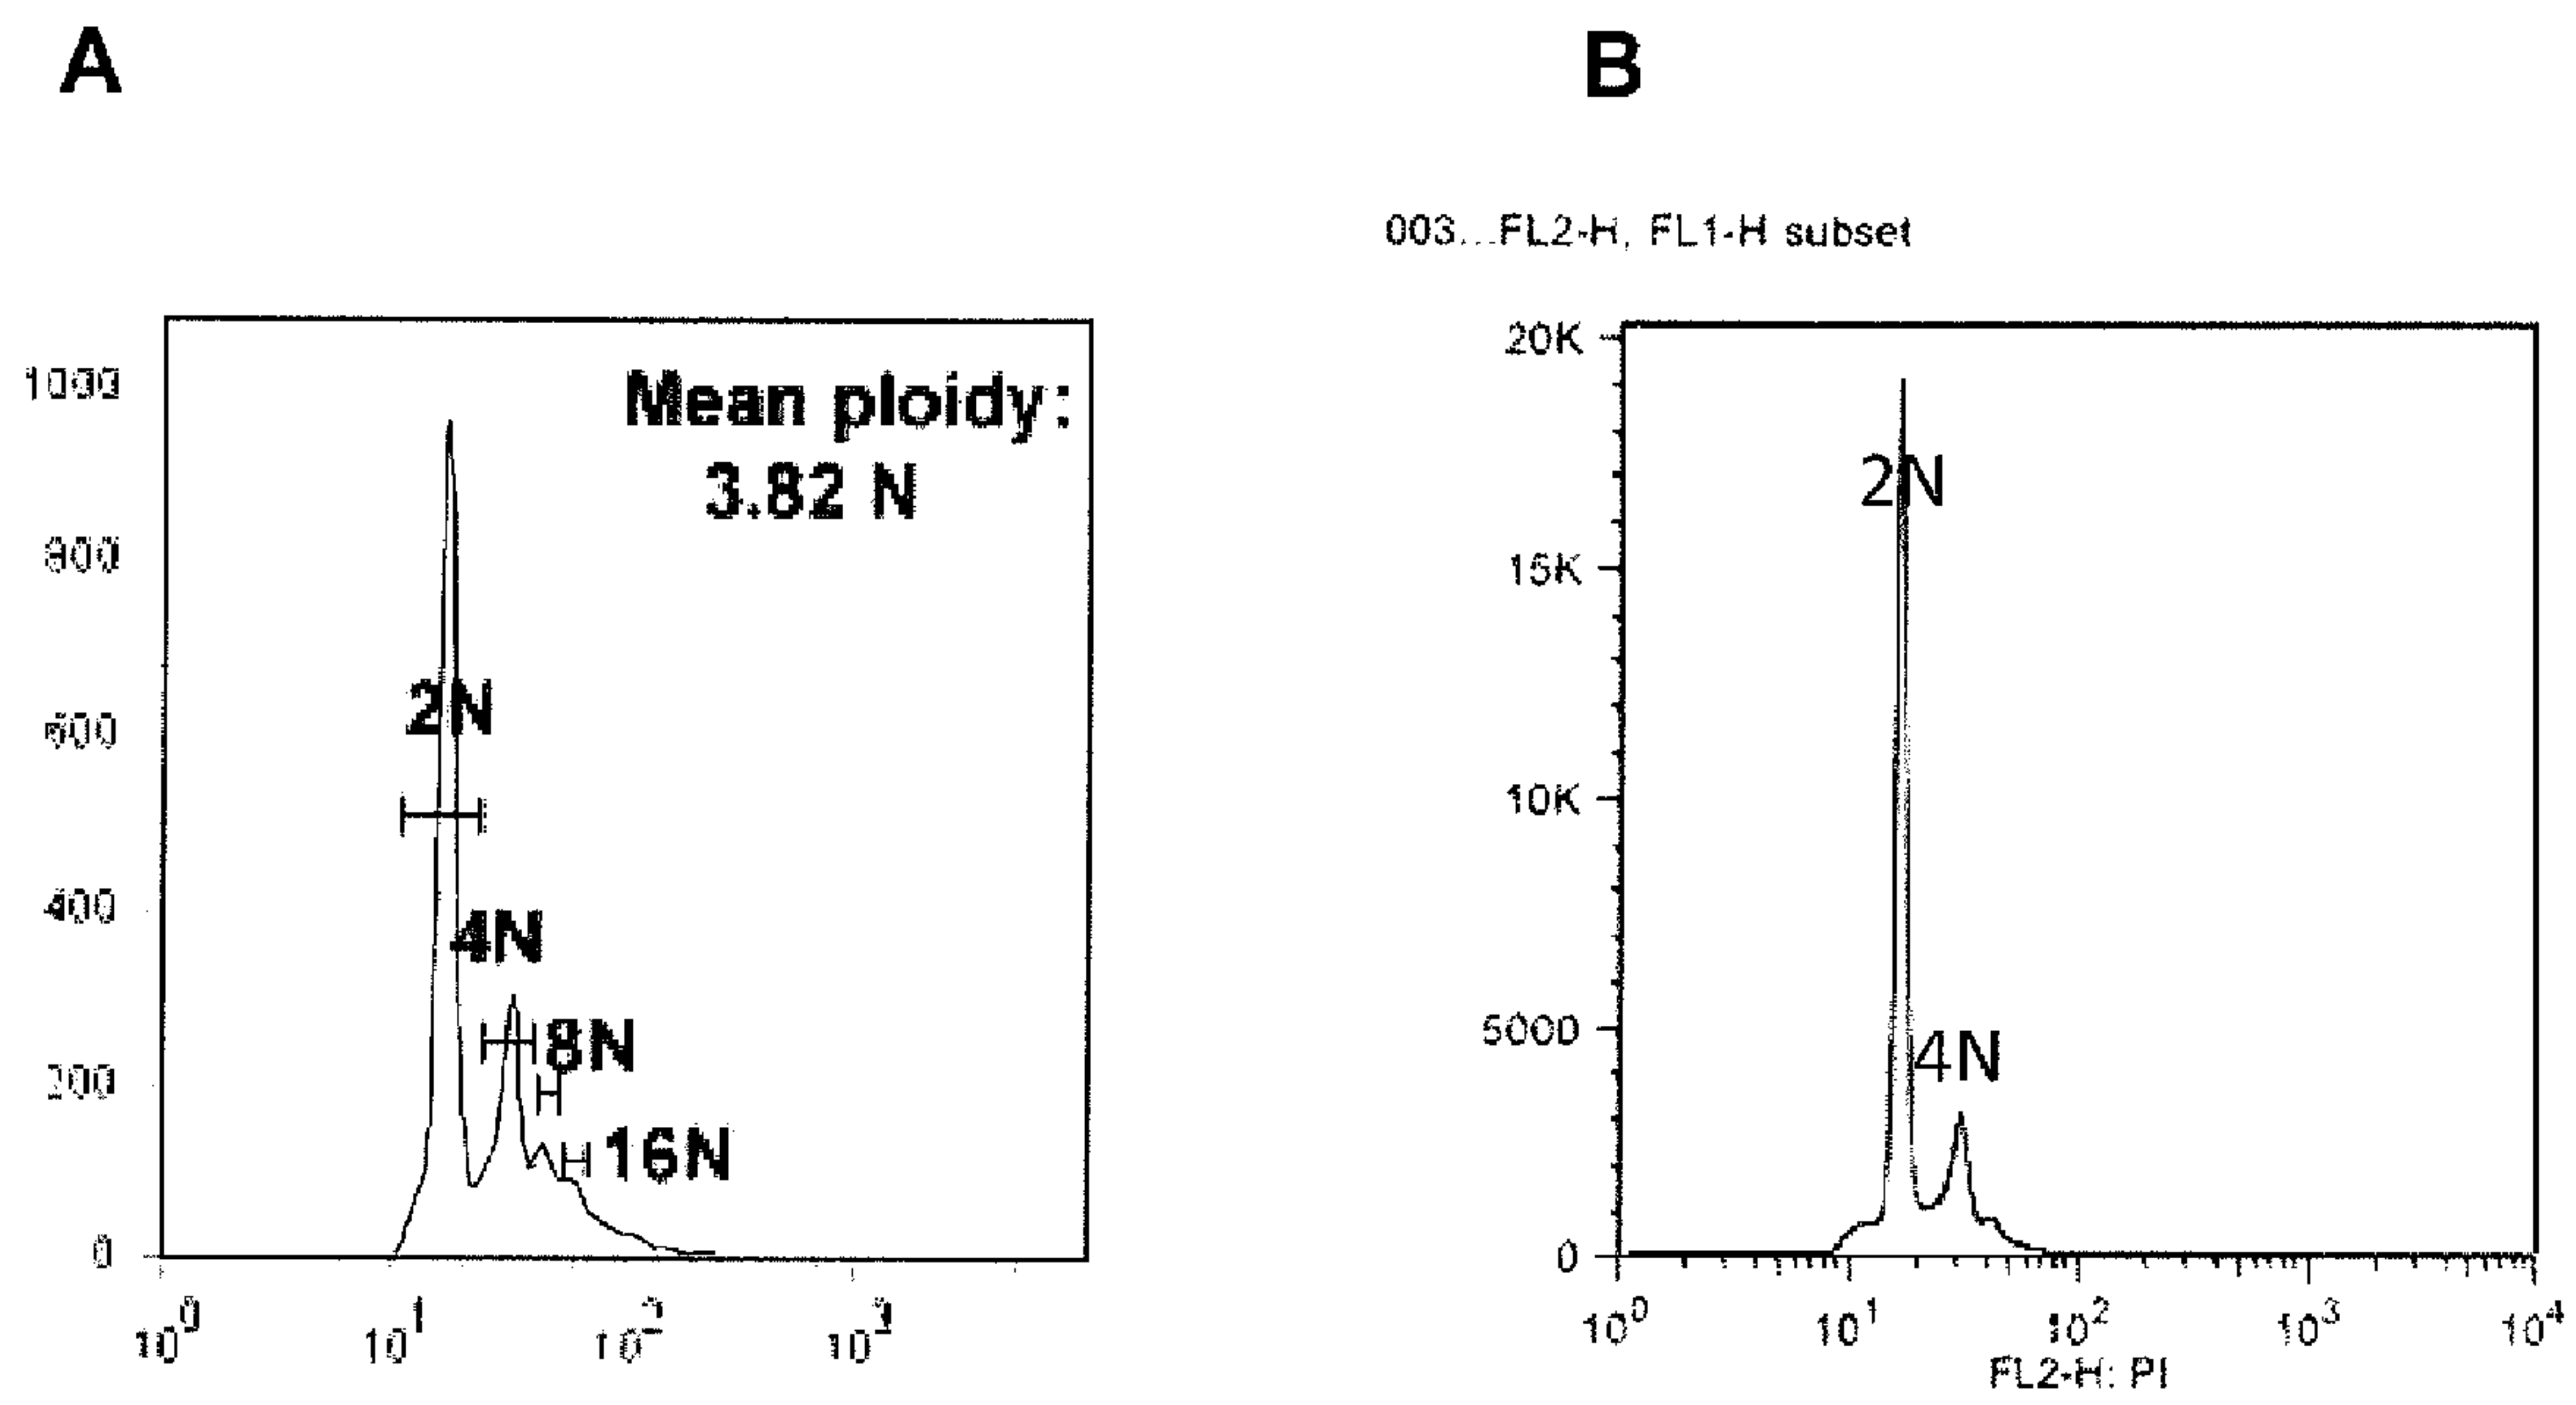 A
B
003...FL2-H, FL1-H subset
Mean ploidy:
3.82 N
1000
800
600
400
200
0
2N
4N
8N
16N
10^0
10^1
10^2
20K
15K
10K
5000
0
2N
4N
10^0
10^1
10^2
10^3
10^4
FL2-H: PI